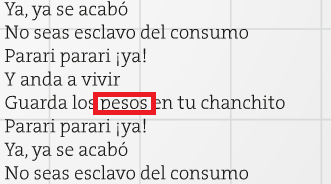 Ya, ya se acabó
No seas esclavo del consumo
Parari parari ¡ya!
Y anda a vivir
Guarda los pesos en tu chanchito
Parari parari ¡ya!
Ya, ya se acabó
No seas esclavo del consumo